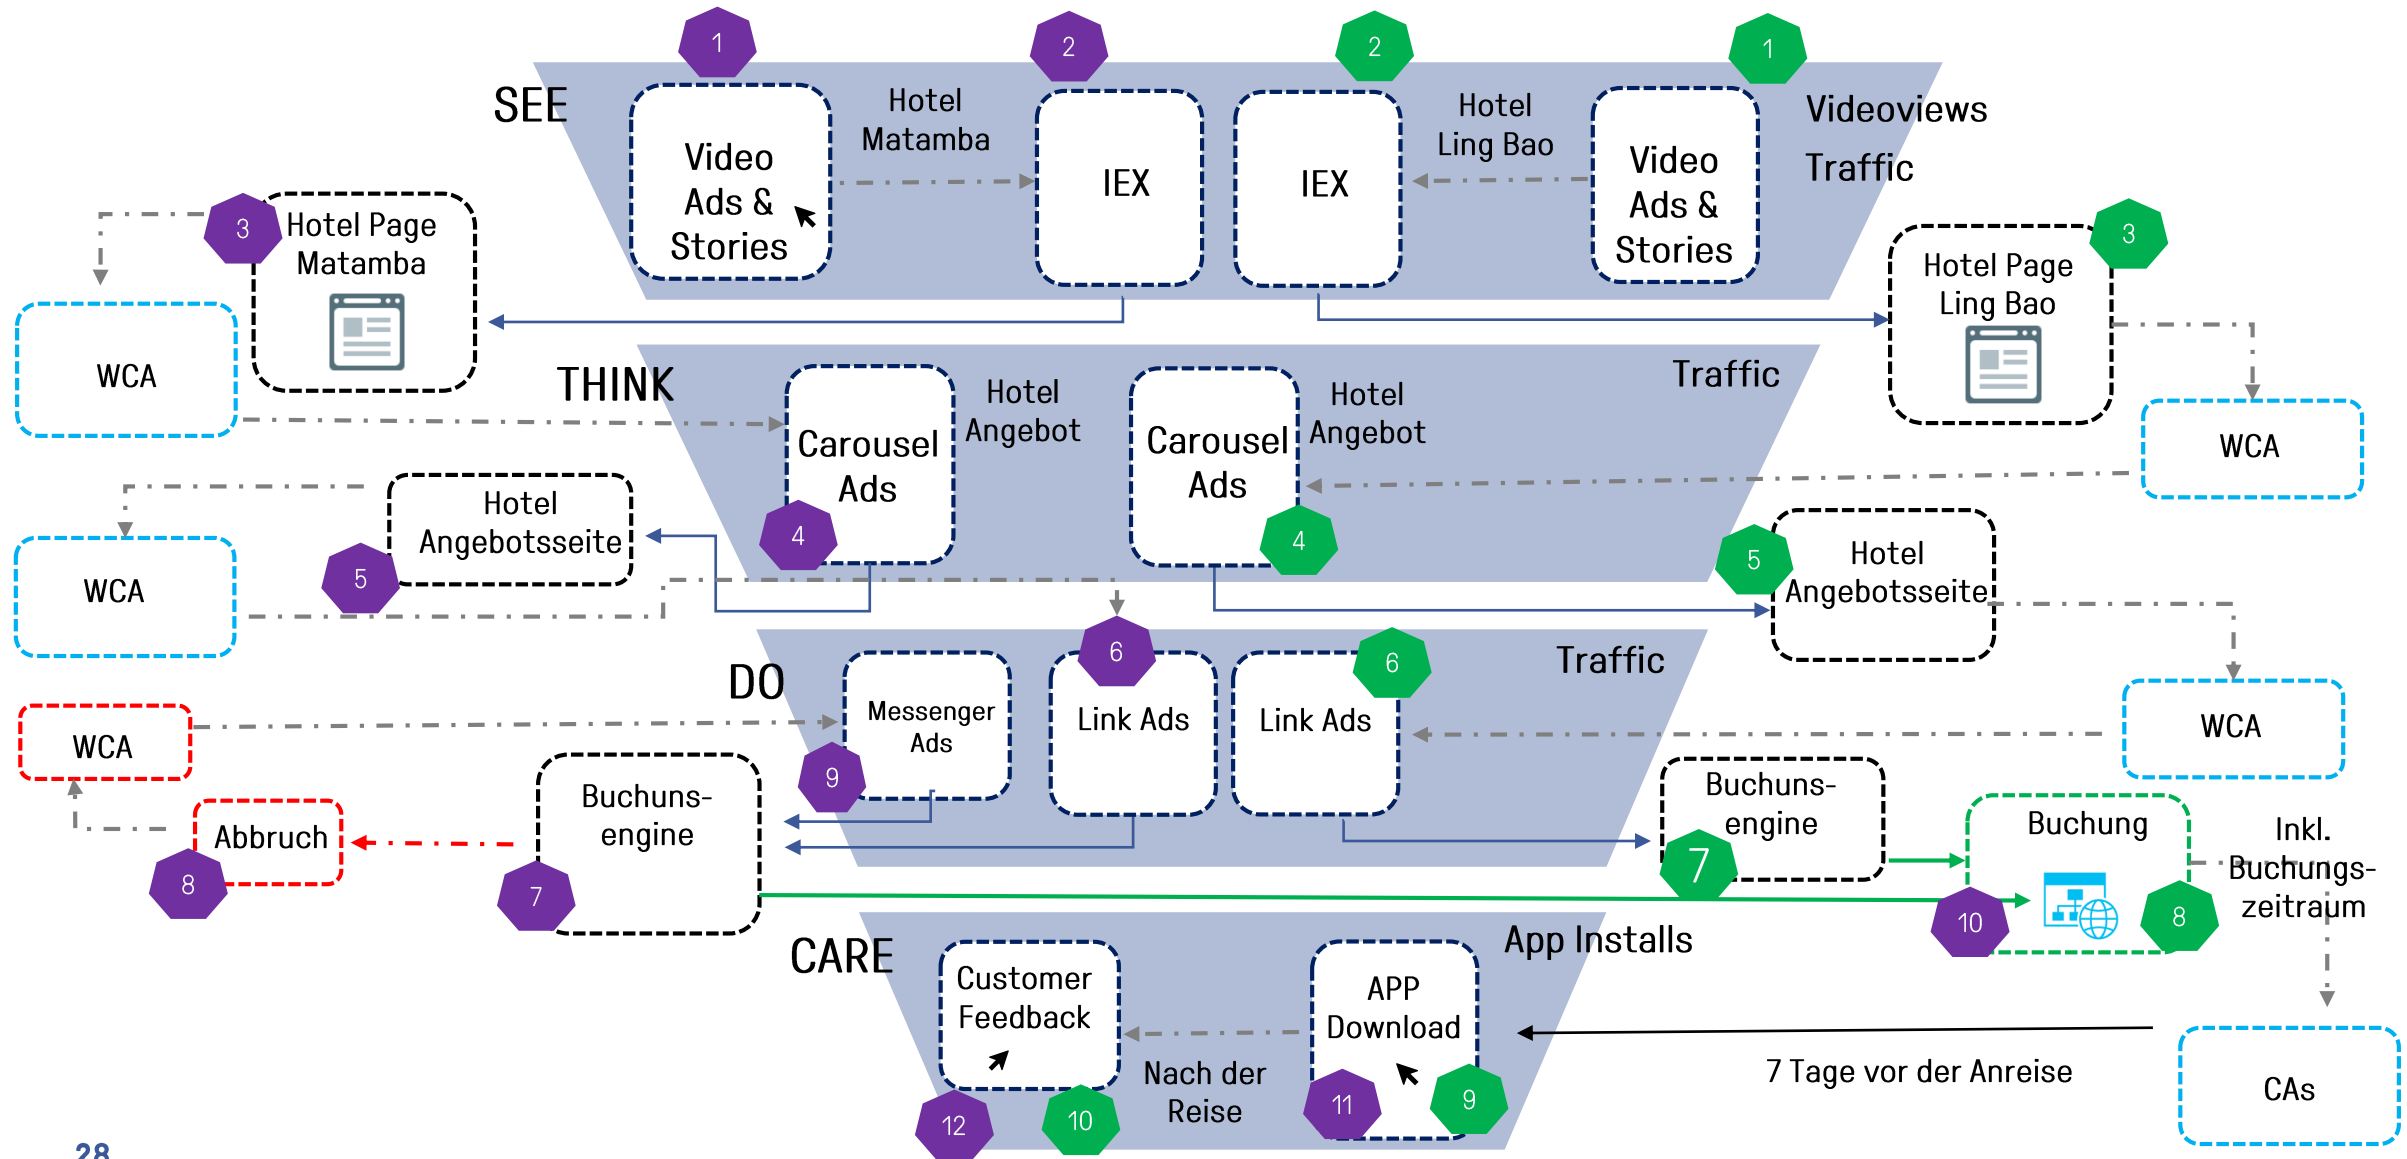 1
2
2
1
SEE
Video
Ads &
Stories
Hotel
Matamba
IEX
IEX
Hotel
Ling Bao
Video
Ads &
Stories
Videoviews
Traffic
3
Hotel Page
Matamba
WCA
3
Hotel Page
Ling Bao
WCA
THINK
Carousel
Ads
4
Hotel
Angebot
Carousel
Ads
4
Hotel
Angebot
Traffic
Hotel
Angebotsseite
5
WCA
5
Hotel
Angebotsseite
WCA
DO
Messenger
Ads
9
6
Link Ads
6
Link Ads
Traffic
WCA
Abbruch
8
Buchuns-
engine
7
Buchuns-
engine
7
Buchung
10
8
Inkl.
Buchungs-
zeitraum
CARE
Customer
Feedback
12
10
Nach der
Reise
APP
Download
11
9
App Installs
7 Tage vor der Anreise
CAs
28